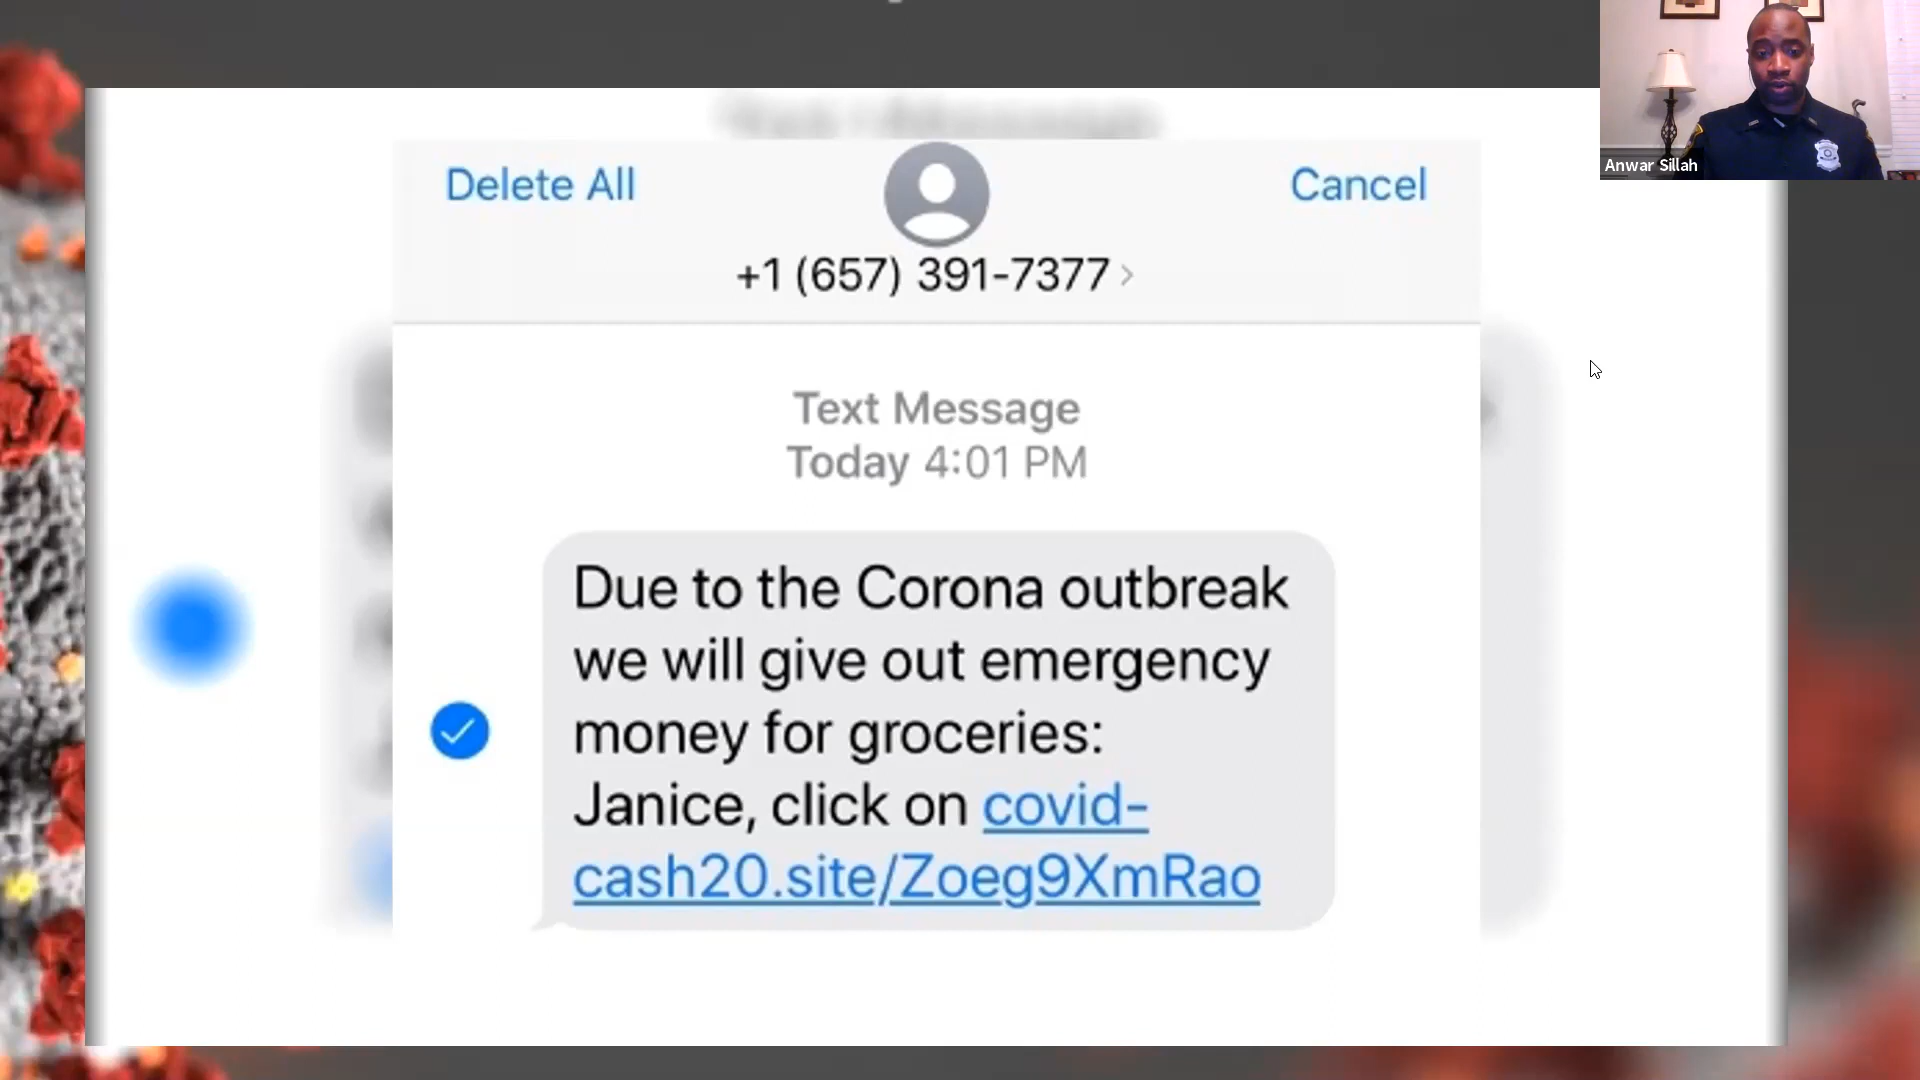 Delete All
Cancel
+1 (657) 391-7377 >
Text Message
Today 4:01 PM
Due to the Corona outbreak
we will give out emergency
money for groceries:
Janice, click on covid-
cash20.site/Zoeg9XmRao
Anwar Sillah